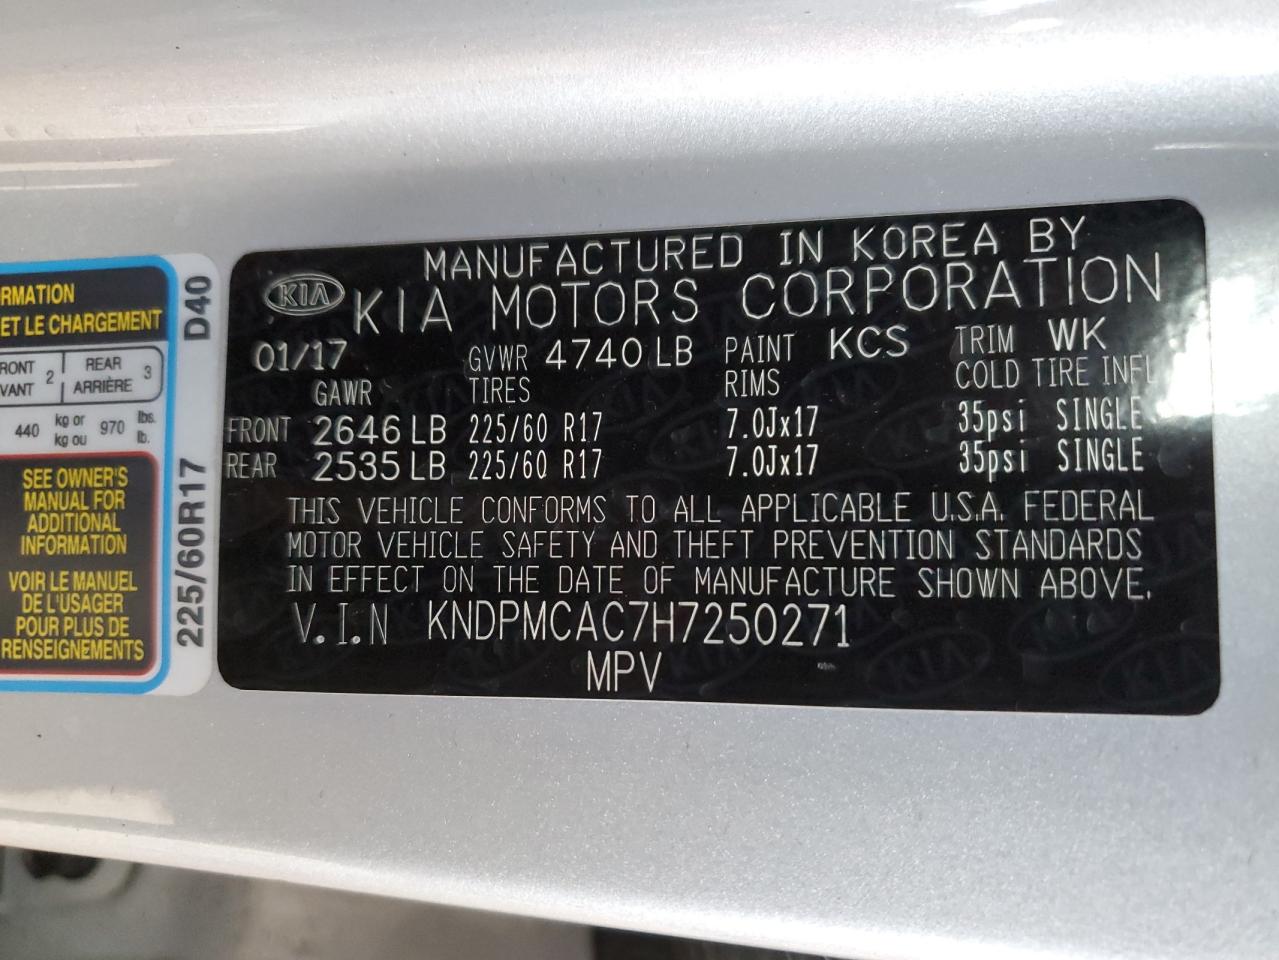 RMATION
ET LE CHARGEMENT
RONT
VANT 2
REAR
ARRIÈRE 3
440 kg or
kg ou 970 lbs.
lb.
SEE OWNER'S
MANUAL FOR
ADDITIONAL
INFORMATION
VOIR LE MANUEL
DE L'USAGER
POUR PLUS DE
RENSEIGNEMENTS
225/60R17 D40
MANUFACTURED IN KOREA BY
KIA KIA MOTORS CORPORATION
01/17 GVWR 4740 LB PAINT KCS TRIM WK
GAWR TIRES RIMS COLD TIRE INFL
FRONT 2646 LB 225/60 R17 7.0Jx17 35psi SINGLE
REAR 2535 LB 225/60 R17 7.0Jx17 35psi SINGLE
THIS VEHICLE CONFORMS TO ALL APPLICABLE U.S.A. FEDERAL
MOTOR VEHICLE SAFETY AND THEFT PREVENTION STANDARDS
IN EFFECT ON THE DATE OF MANUFACTURE SHOWN ABOVE.
V.I.N KNDPMCAC7H7250271
MPV